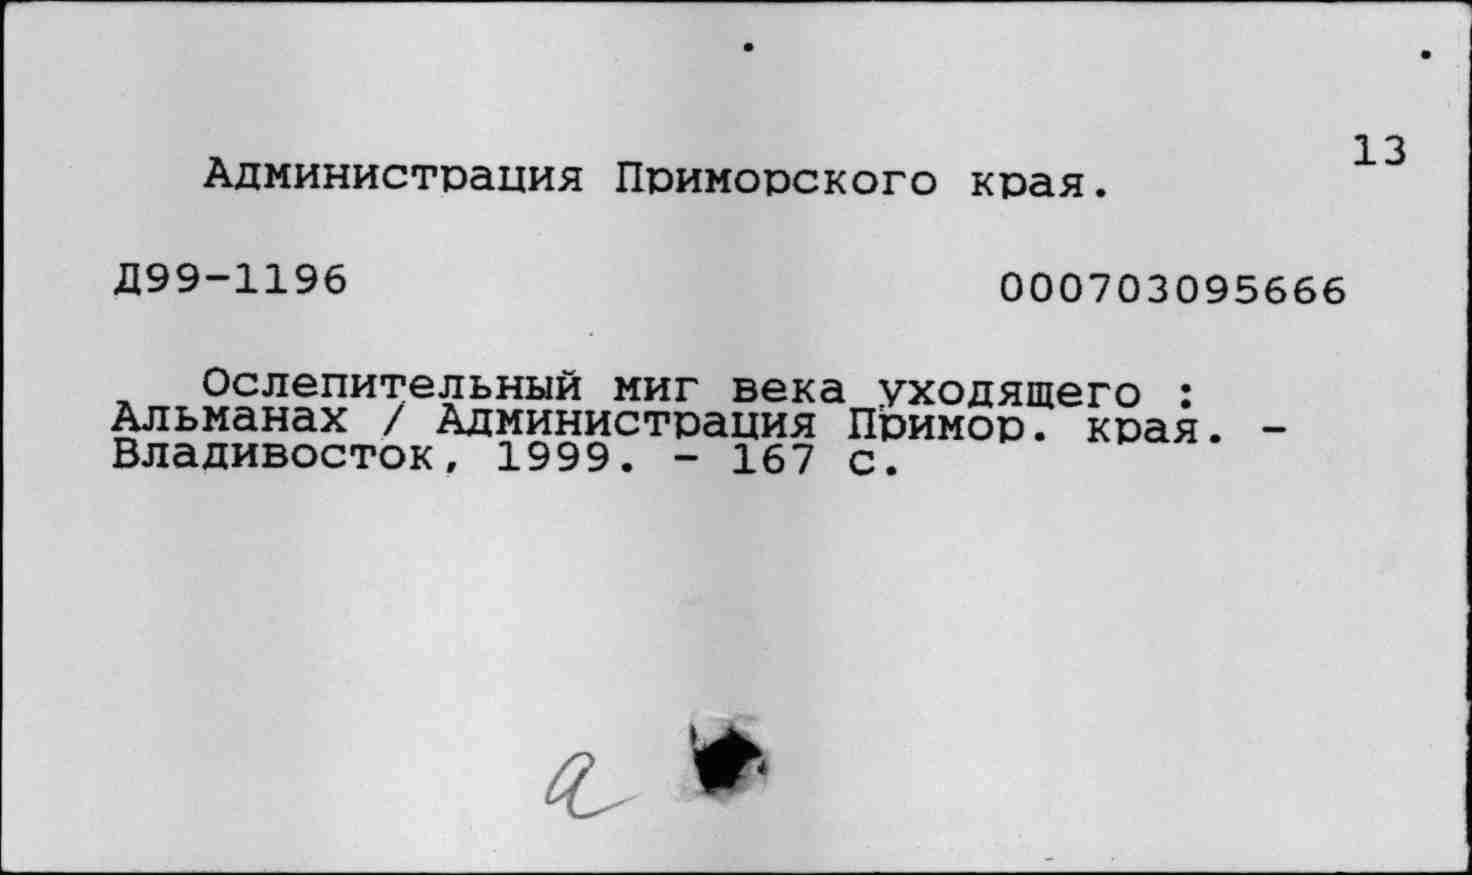 13
Администрация Приморского края.
Д99-1196 000703095666
Ослепительный миг века уходящего :
Альманах / Администрация Примор. края. -
Владивосток, 1999. - 167 с.
а